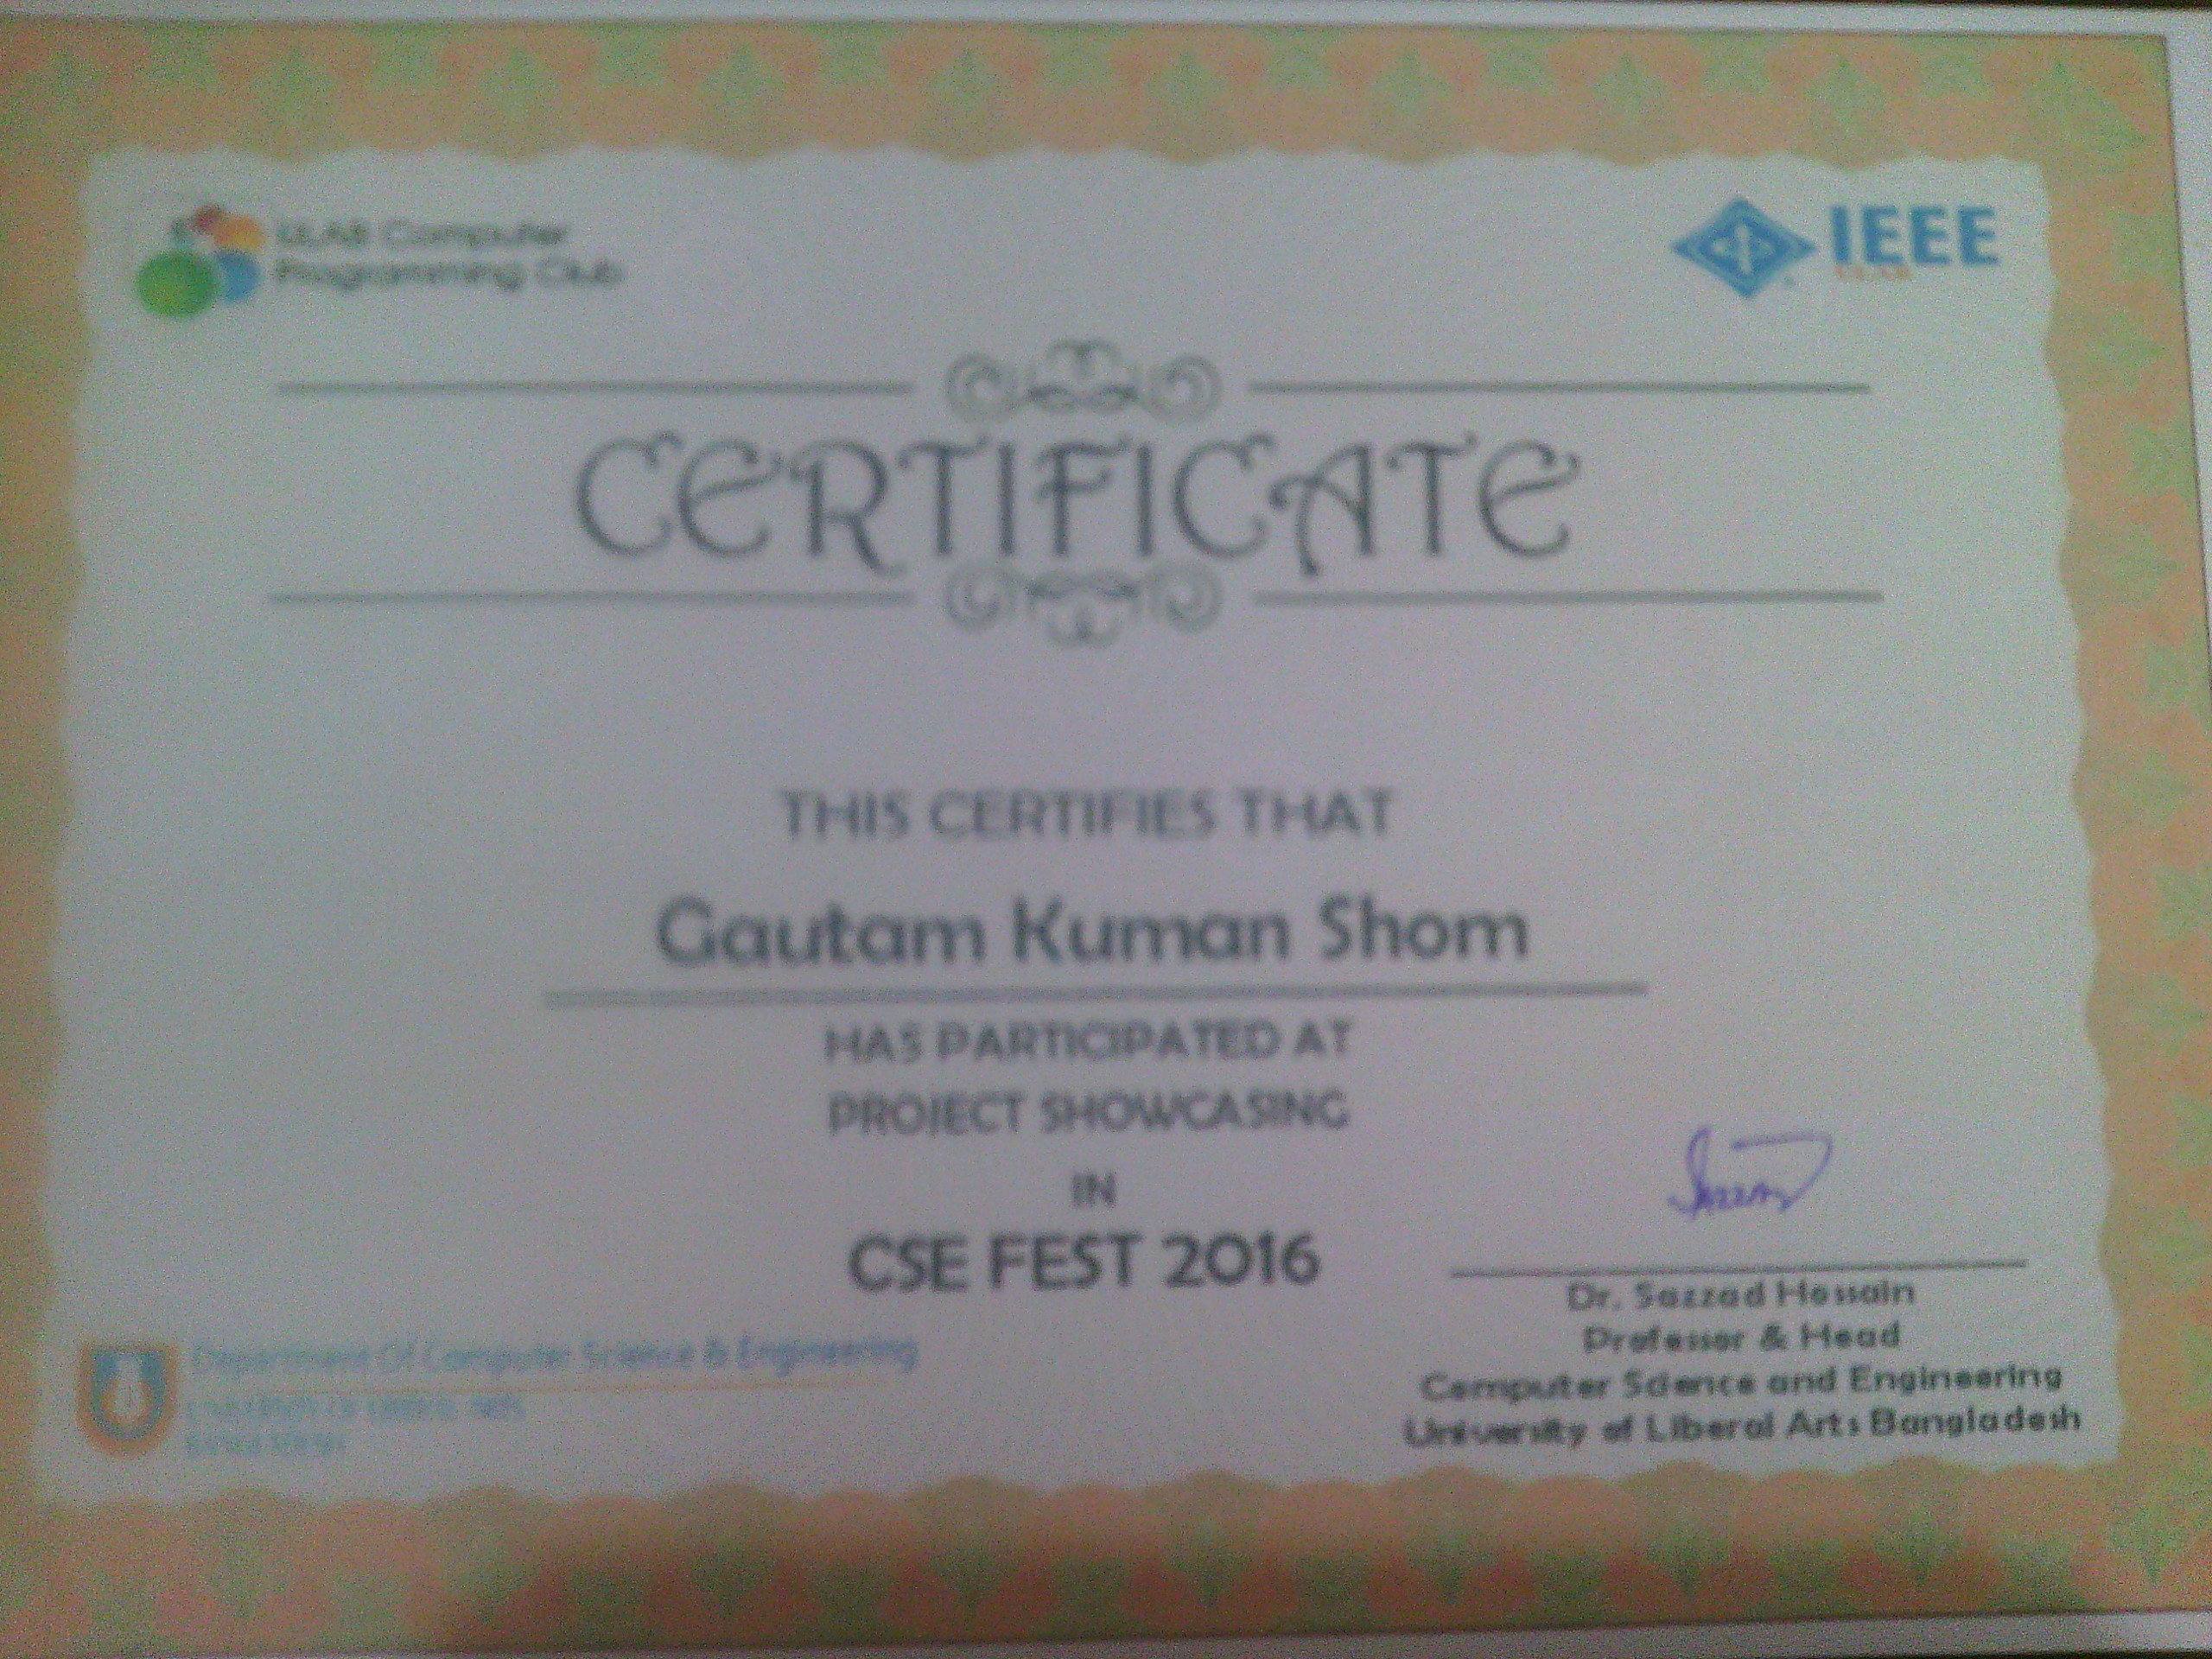 ULAB Computer
Programming Club
IEEE
ULAB
CERTIFICATE
THIS CERTIFIES THAT
Gautam Kuman Shom
HAS PARTICIPATED AT
PROJECT SHOWCASING
IN
CSE FEST 2016
Dr. Sazzad Hossain
Professor & Head
Computer Science and Engineering
University of Liberal Arts Bangladesh
Department Of Computer Science & Engineering
UNIVERSITY OF LIBERAL ARTS
BANGLADESH